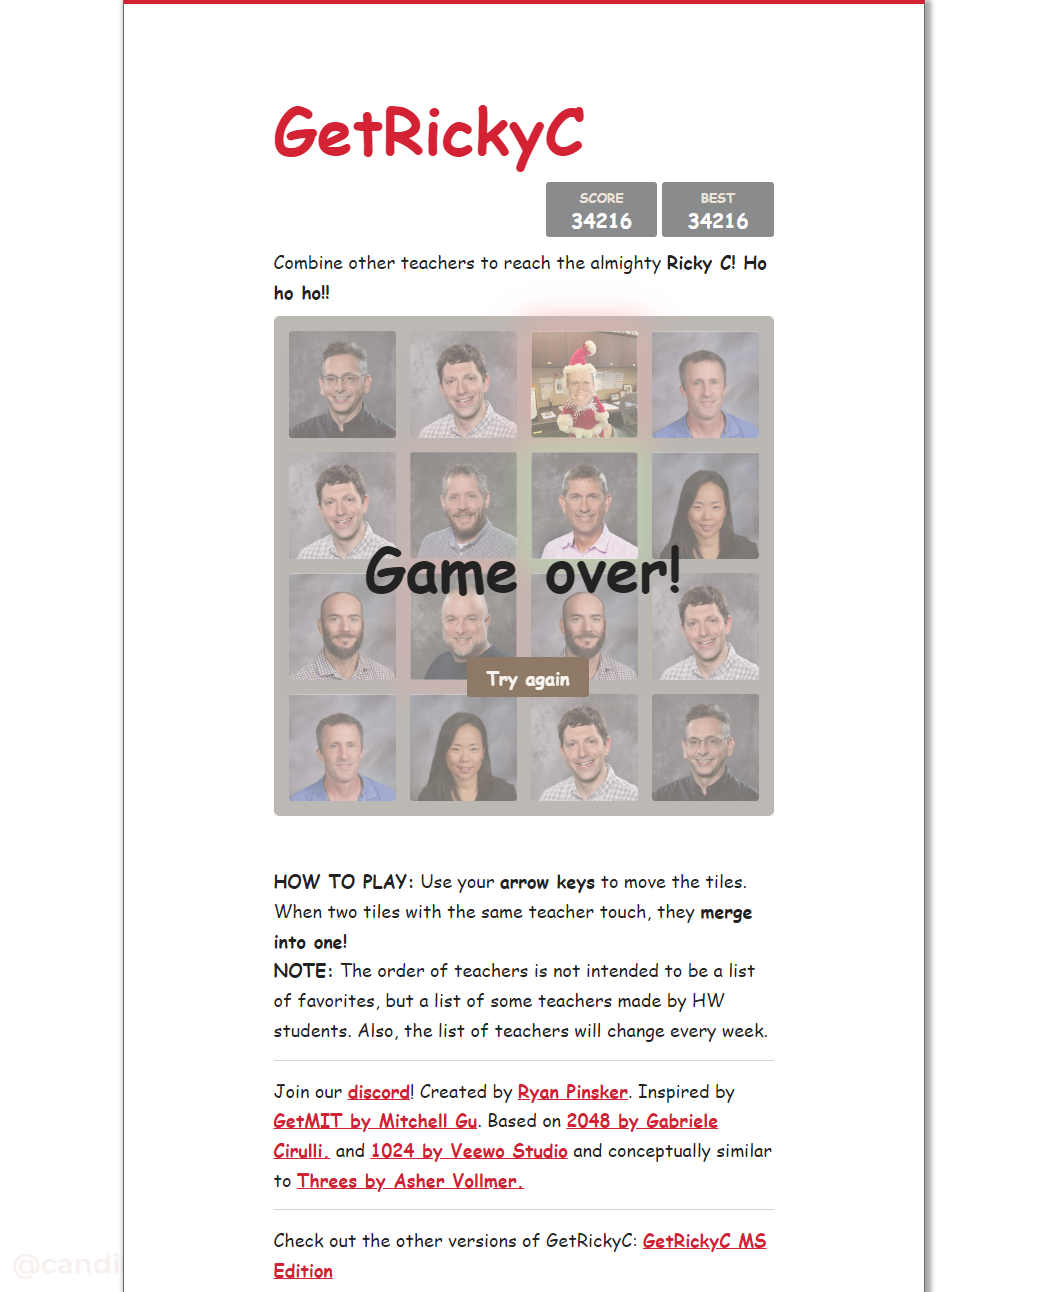 GetRickyC
SCORE BEST
34216 34216
Combine other teachers to reach the almighty Ricky C! Ho
ho ho!!
Game over!
Try again
HOW TO PLAY: Use your arrow keys to move the tiles.
When two tiles with the same teacher touch, they merge
into one!
NOTE: The order of teachers is not intended to be a list
of favorites, but a list of some teachers made by HW
students. Also, the list of teachers will change every week.
Join our discord! Created by Ryan Pinsker. Inspired by
GetMIT by Mitchell Gu. Based on 2048 by Gabriele
Cirulli. and 1024 by Veewo Studio and conceptually similar
to Threes by Asher Vollmer.
Check out the other versions of GetRickyC: GetRickyC MS
Edition